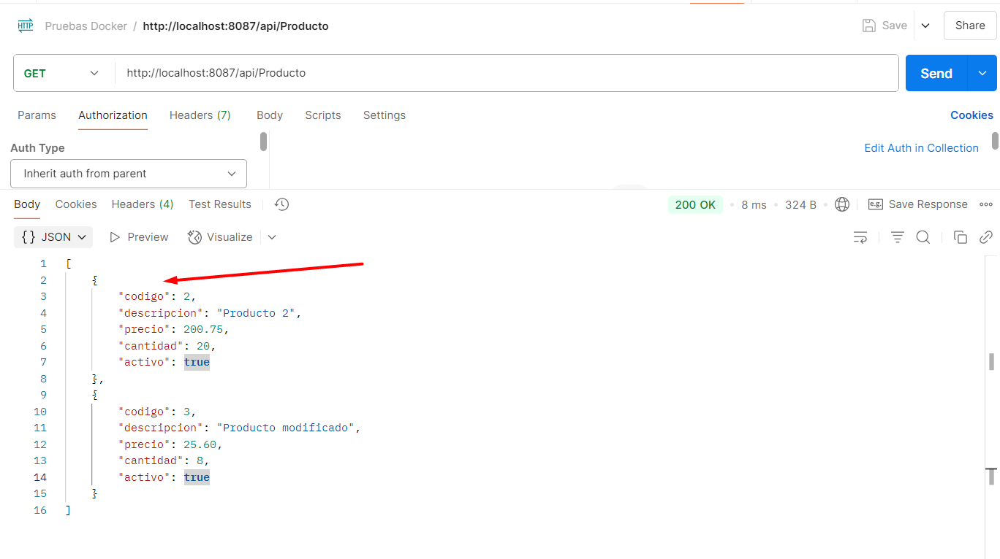 HTTP Pruebas Docker / http://localhost:8087/api/Producto Save Share
GET http://localhost:8087/api/Producto Send
Params Authorization Headers (7) Body Scripts Settings Cookies
Auth Type Edit Auth in Collection
Inherit auth from parent
Body Cookies Headers (4) Test Results 200 OK • 8 ms • 324 B • e.g. Save Response
{} JSON Preview Visualize
1 [
2 {
3 "codigo": 2,
4 "descripcion": "Producto 2",
5 "precio": 200.75,
6 "cantidad": 20,
7 "activo": true
8 },
9 {
10 "codigo": 3,
11 "descripcion": "Producto modificado",
12 "precio": 25.60,
13 "cantidad": 8,
14 "activo": true
15 }
16 ]